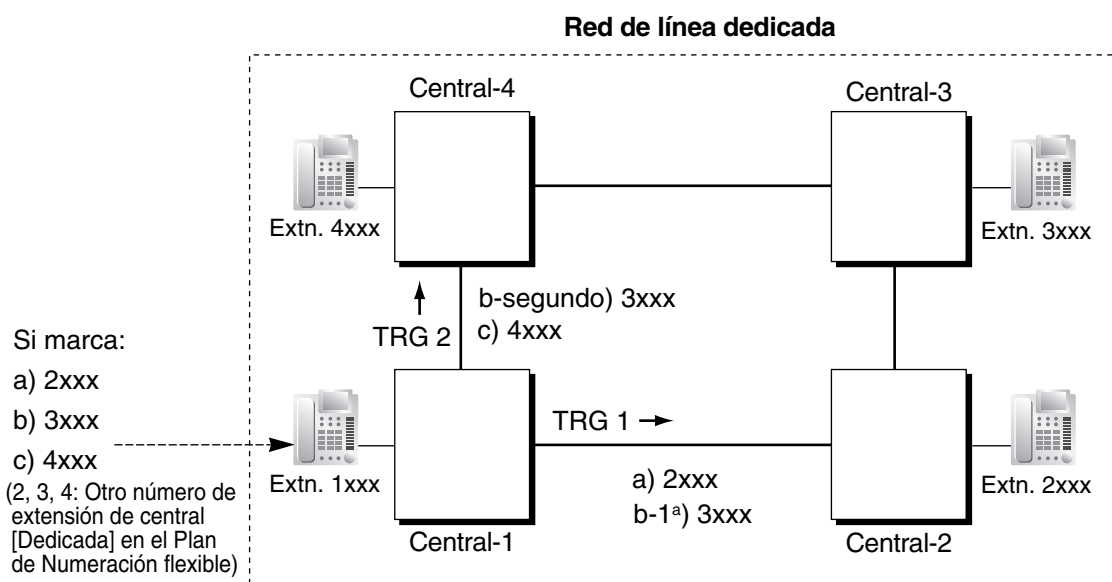 Red de línea dedicada
Central-4
Central-3
Extn. 4xxx
Extn. 3xxx
b-segundo) 3xxx
TRG 2
c) 4xxx
Si marca:
a) 2xxx
b) 3xxx
c) 4xxx
(2, 3, 4: Otro número de
extensión de central
[Dedicada] en el Plan
de Numeración flexible)
TRG 1
Extn. 1xxx
Extn. 2xxx
a) 2xxx
b-1ª) 3xxx
Central-1
Central-2